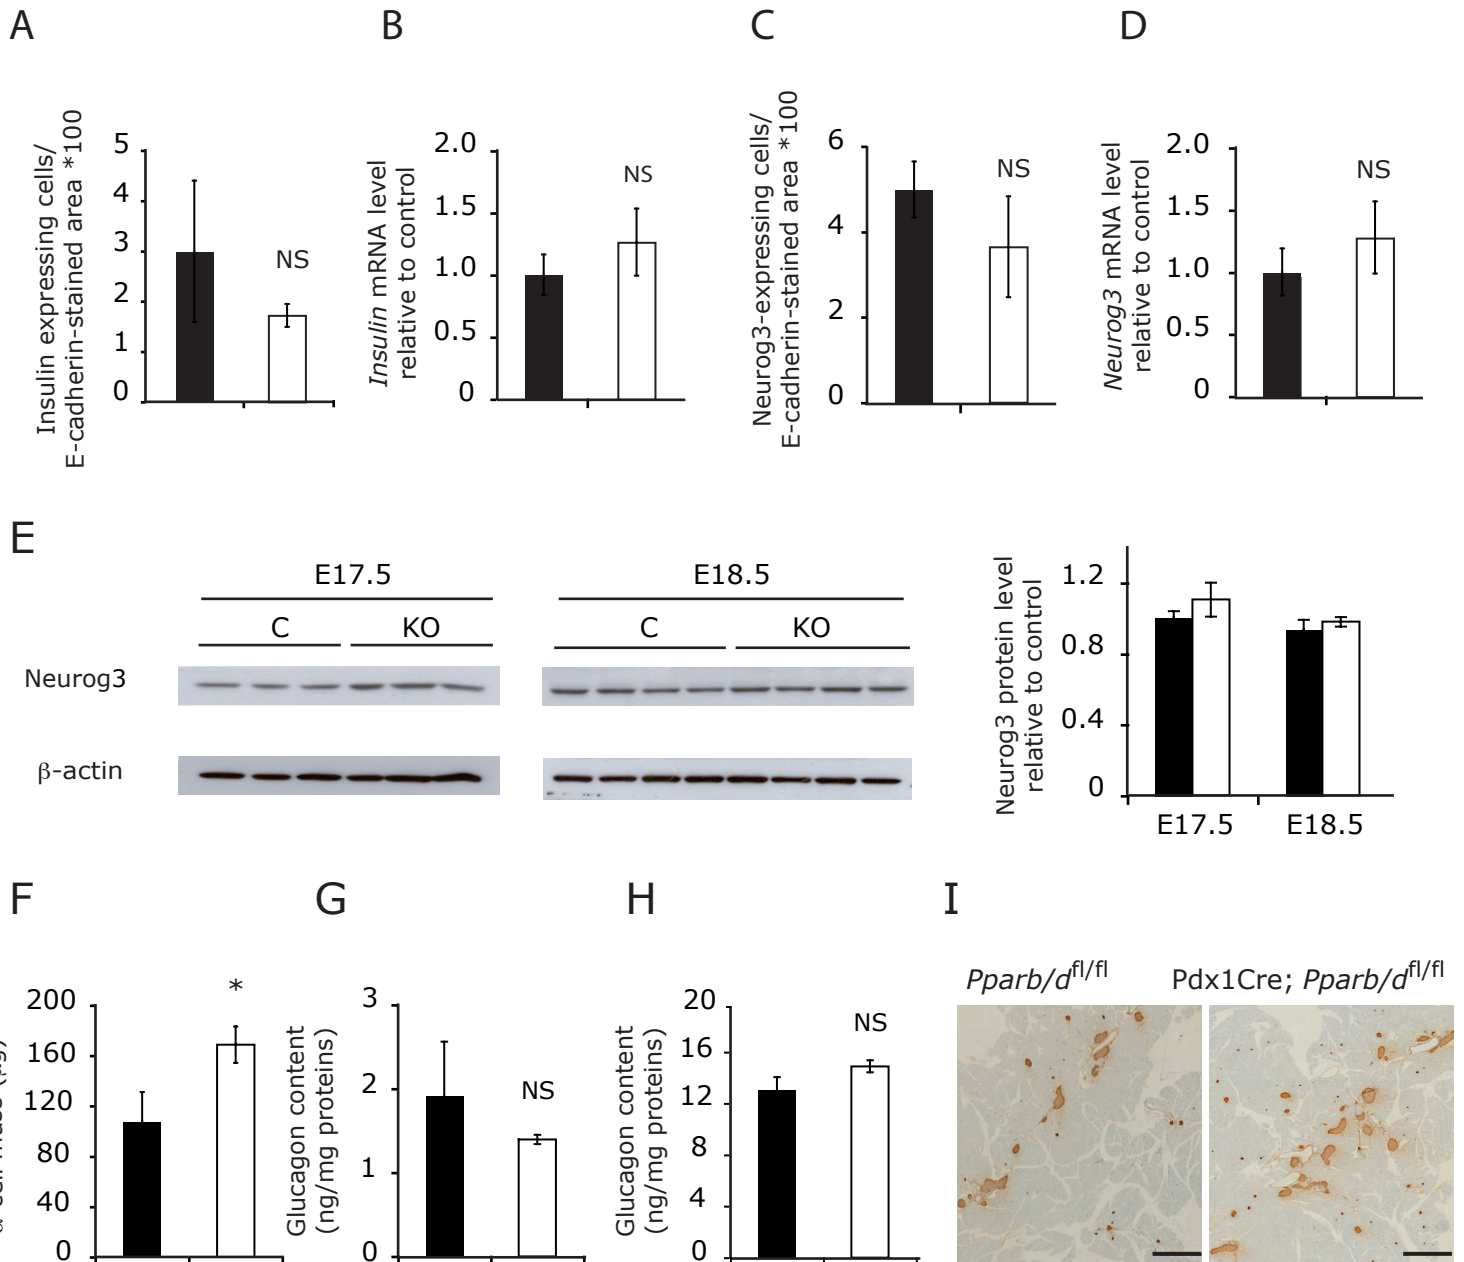 A
B
C
D
Insulin expressing cells/
E-cadherin-stained area *100
5
4
3
2
1
0
NS
Insulin mRNA level
relative to control
2.0
1.5
1.0
0.5
0
NS
Neurog3-expressing cells/
E-cadherin-stained area *100
6
4
2
0
NS
Neurog3 mRNA level
relative to control
2.0
1.5
1.0
0.5
0
NS
E
E17.5
C
KO
E18.5
C
KO
Neurog3
β-actin
Neurog3 protein level
relative to control
1.2
0.8
0.4
0
E17.5
E18.5
F
G
H
I
200
160
120
80
40
0
*
Glucagon content
(ng/mg proteins)
3
2
1
0
NS
Glucagon content
(ng/mg proteins)
20
16
12
8
4
0
NS
Pparb/d fl/fl
Pdx1Cre; Pparb/d fl/fl